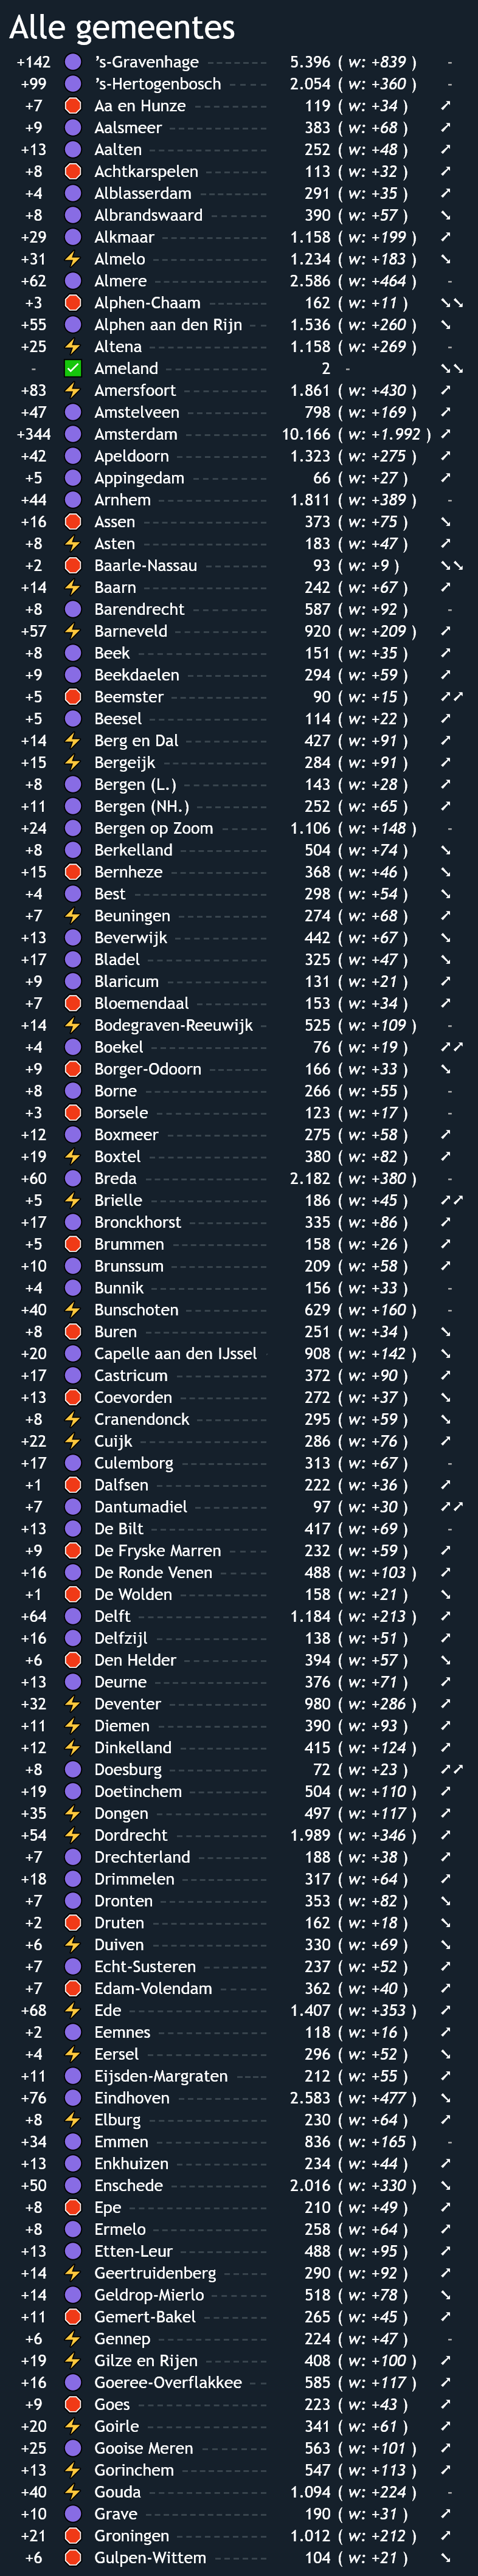 Alle gemeentes
+142 's-Gravenhage 5.396 ( w: +839 ) -
+99 's-Hertogenbosch 2.054 ( w: +360 ) -
+7 Aa en Hunze 119 ( w: +34 )
+9 Aalsmeer 383 ( w: +68 )
+13 Aalten 252 ( w: +48 )
+8 Achtkarspelen 113 ( w: +32 )
+4 Alblasserdam 291 ( w: +35 )
+8 Albrandswaard 390 ( w: +57 )
+29 Alkmaar 1.158 ( w: +199 )
+31 Almelo 1.234 ( w: +183 )
+62 Almere 2.586 ( w: +464 ) -
+3 Alphen-Chaam 162 ( w: +11 )
+55 Alphen aan den Rijn 1.536 ( w: +260 )
+25 Altena 1.158 ( w: +269 ) -
- Ameland 2 -
+83 Amersfoort 1.861 ( w: +430 )
+47 Amstelveen 798 ( w: +169 )
+344 Amsterdam 10.166 ( w: +1.992 )
+42 Apeldoorn 1.323 ( w: +275 )
+5 Appingedam 66 ( w: +27 )
+44 Arnhem 1.811 ( w: +389 ) -
+16 Assen 373 ( w: +75 )
+8 Asten 183 ( w: +47 )
+2 Baarle-Nassau 93 ( w: +9 )
+14 Baarn 242 ( w: +67 )
+8 Barendrecht 587 ( w: +92 ) -
+57 Barneveld 920 ( w: +209 )
+8 Beek 151 ( w: +35 )
+9 Beekdaelen 294 ( w: +59 )
+5 Beemster 90 ( w: +15 )
+5 Beesel 114 ( w: +22 )
+14 Berg en Dal 427 ( w: +91 )
+15 Bergeijk 284 ( w: +91 )
+8 Bergen (L.) 143 ( w: +28 )
+11 Bergen (NH.) 252 ( w: +65 )
+24 Bergen op Zoom 1.106 ( w: +148 ) -
+8 Berkelland 504 ( w: +74 )
+15 Bernheze 368 ( w: +46 )
+4 Best 298 ( w: +54 )
+7 Beuningen 274 ( w: +68 )
+13 Beverwijk 442 ( w: +67 )
+17 Bladel 325 ( w: +47 )
+9 Blaricum 131 ( w: +21 )
+7 Bloemendaal 153 ( w: +34 )
+14 Bodegraven-Reeuwijk 525 ( w: +109 ) -
+4 Boekel 76 ( w: +19 )
+9 Borger-Odoorn 166 ( w: +33 )
+8 Borne 266 ( w: +55 ) -
+3 Borsele 123 ( w: +17 ) -
+12 Boxmeer 275 ( w: +58 )
+19 Boxtel 380 ( w: +82 )
+60 Breda 2.182 ( w: +380 ) -
+5 Brielle 186 ( w: +45 )
+17 Bronckhorst 335 ( w: +86 )
+5 Brummen 158 ( w: +26 )
+10 Brunssum 209 ( w: +58 )
+4 Bunnik 156 ( w: +33 ) -
+40 Bunschoten 629 ( w: +160 ) -
+8 Buren 251 ( w: +34 )
+20 Capelle aan den IJssel 908 ( w: +142 )
+17 Castricum 372 ( w: +90 )
+13 Coevorden 272 ( w: +37 )
+8 Cranendonck 295 ( w: +59 )
+22 Cuijk 286 ( w: +76 )
+17 Culemborg 313 ( w: +67 ) -
+1 Dalfsen 222 ( w: +36 )
+7 Dantumadiel 97 ( w: +30 )
+13 De Bilt 417 ( w: +69 ) -
+9 De Fryske Marren 232 ( w: +59 )
+16 De Ronde Venen 488 ( w: +103 )
+1 De Wolden 158 ( w: +21 )
+64 Delft 1.184 ( w: +213 )
+16 Delfzijl 138 ( w: +51 )
+6 Den Helder 394 ( w: +57 )
+13 Deurne 376 ( w: +71 )
+32 Deventer 980 ( w: +286 )
+11 Diemen 390 ( w: +93 )
+12 Dinkelland 415 ( w: +124 )
+8 Doesburg 72 ( w: +23 )
+19 Doetinchem 504 ( w: +110 )
+35 Dongen 497 ( w: +117 )
+54 Dordrecht 1.989 ( w: +346 )
+7 Drechterland 188 ( w: +38 )
+18 Drimmelen 317 ( w: +64 )
+7 Dronten 353 ( w: +82 )
+2 Druten 162 ( w: +18 )
+6 Duiven 330 ( w: +69 )
+7 Echt-Susteren 237 ( w: +52 )
+7 Edam-Volendam 362 ( w: +40 )
+68 Ede 1.407 ( w: +353 )
+2 Eemnes 118 ( w: +16 )
+4 Eersel 296 ( w: +52 )
+11 Eijsden-Margraten 212 ( w: +55 )
+76 Eindhoven 2.583 ( w: +477 )
+8 Elburg 230 ( w: +64 )
+34 Emmen 836 ( w: +165 ) -
+13 Enkhuizen 234 ( w: +44 )
+50 Enschede 2.016 ( w: +330 )
+8 Epe 210 ( w: +49 )
+8 Ermelo 258 ( w: +64 )
+13 Etten-Leur 488 ( w: +95 )
+14 Geertruidenberg 290 ( w: +92 )
+14 Geldrop-Mierlo 518 ( w: +78 )
+11 Gemert-Bakel 265 ( w: +45 )
+6 Gennep 224 ( w: +47 ) -
+19 Gilze en Rijen 408 ( w: +100 )
+16 Goeree-Overflakkee 585 ( w: +117 )
+9 Goes 223 ( w: +43 )
+20 Goirle 341 ( w: +61 )
+25 Gooise Meren 563 ( w: +101 )
+13 Gorinchem 547 ( w: +113 )
+40 Gouda 1.094 ( w: +224 ) -
+10 Grave 190 ( w: +31 )
+21 Groningen 1.012 ( w: +212 )
+6 Gulpen-Wittem 104 ( w: +21 )